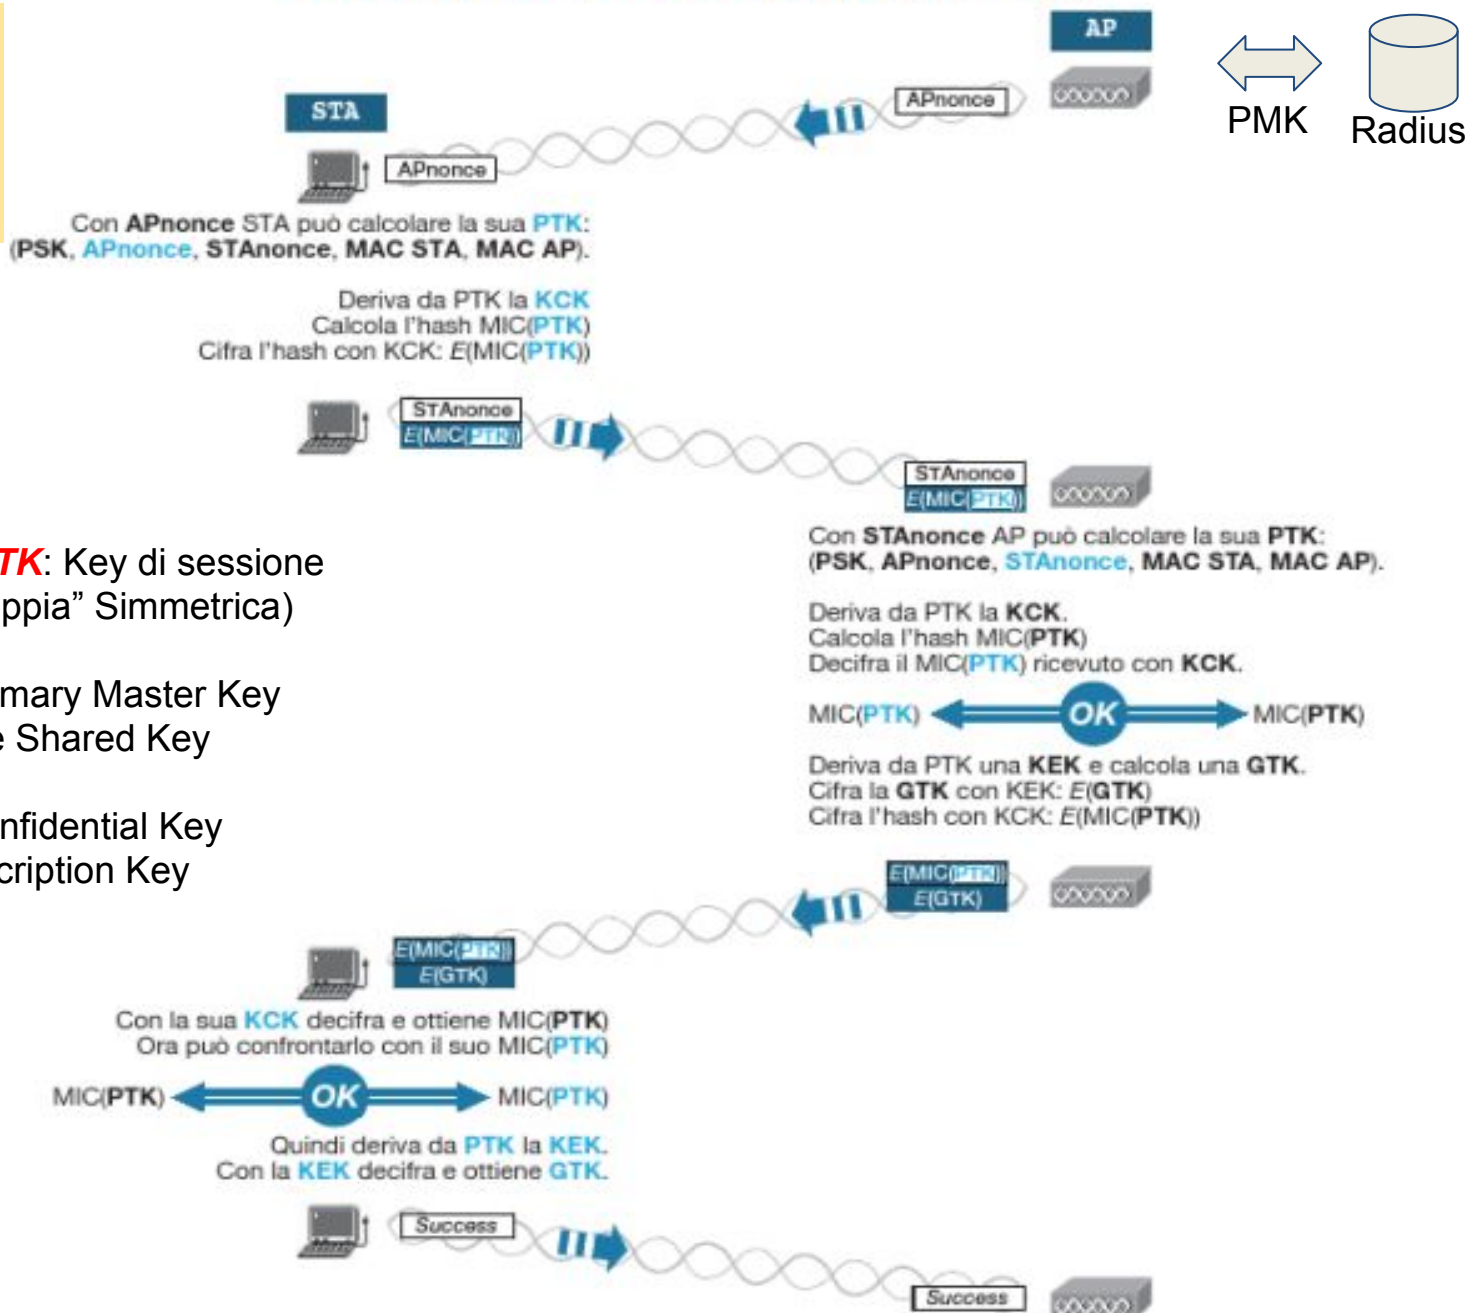 AP
PMK
Radius
APnonce
STA
APnonce
Con APnonce STA può calcolare la sua PTK:
(PSK, APnonce, STAnonce, MAC STA, MAC AP).
Deriva da PTK la KCK
Calcola l'hash MIC(PTK)
Cifra l'hash con KCK: E(MIC(PTK))
STAnonce
E(MIC(PTK))
STAnonce
E(MIC(PTK))
Con STAnonce AP può calcolare la sua PTK:
(PSK, APnonce, STAnonce, MAC STA, MAC AP).
Deriva da PTK la KCK.
Calcola l'hash MIC(PTK)
Decifra il MIC(PTK) ricevuto con KCK.
MIC(PTK) OK MIC(PTK)
Deriva da PTK una KEK e calcola una GTK.
Cifra la GTK con KEK: E(GTK)
Cifra l'hash con KCK: E(MIC(PTK))
TK: Key di sessione
ppia” Simmetrica)
mary Master Key
e Shared Key
nfidential Key
cription Key
E(MIC(PTK))
E(GTK)
E(MIC(PTK))
E(GTK)
Con la sua KCK decifra e ottiene MIC(PTK)
Ora può confrontarlo con il suo MIC(PTK)
MIC(PTK) OK MIC(PTK)
Quindi deriva da PTK la KEK.
Con la KEK decifra e ottiene GTK.
Success
Success